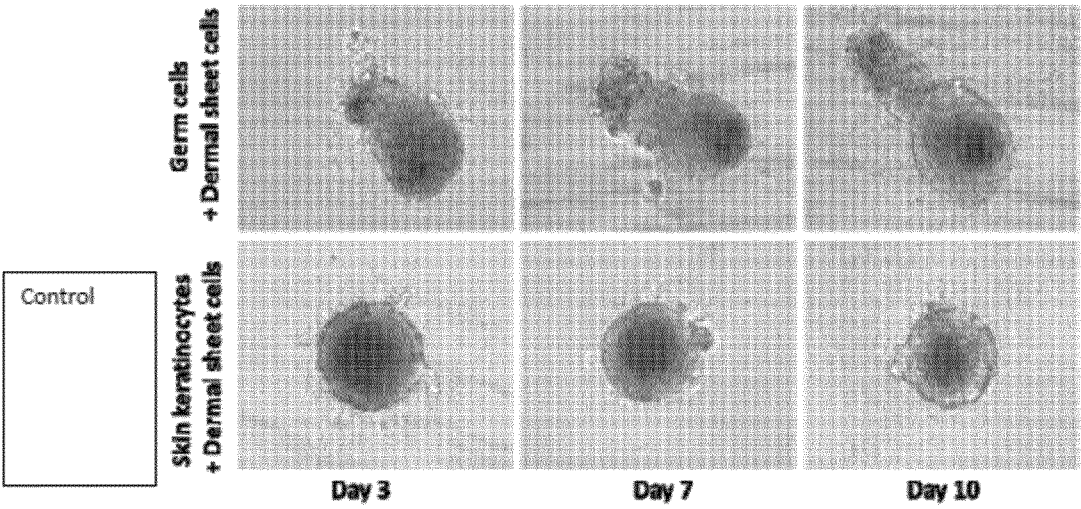 Germ cells
+ Dermal sheet cells
Control
Skin keratinocytes
+ Dermal sheet cells
Day 3
Day 7
Day 10